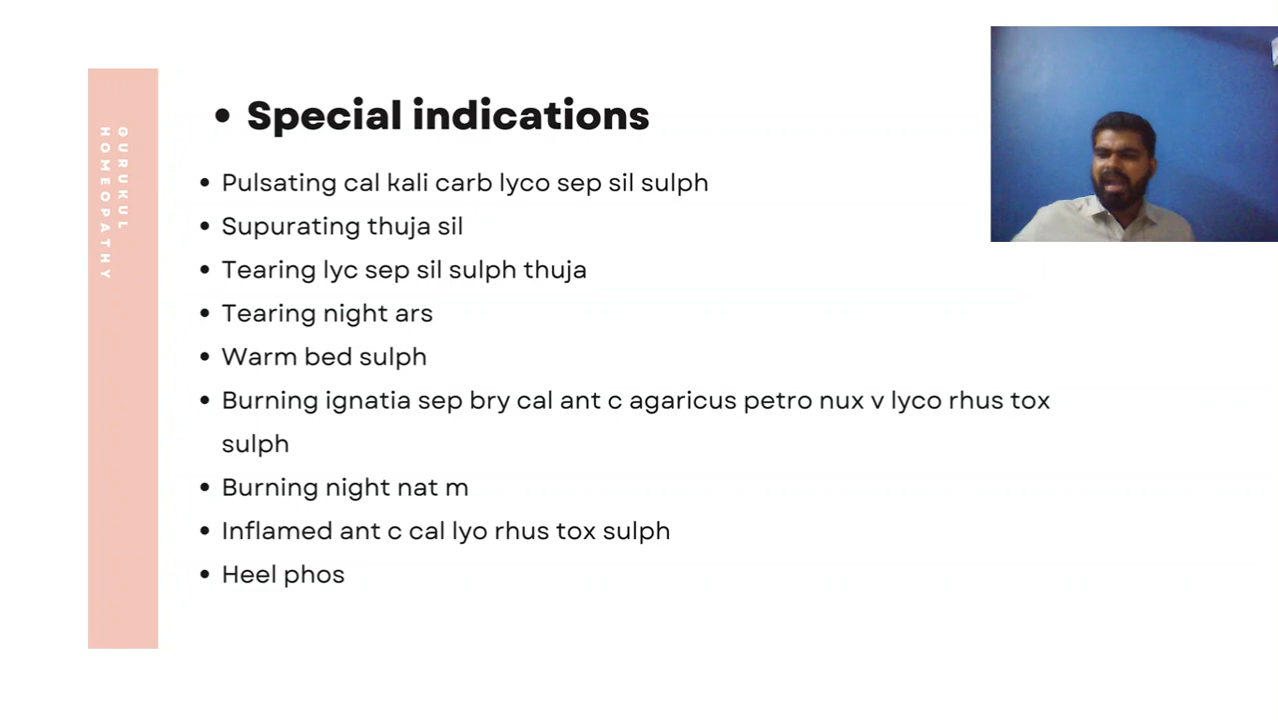 GURUKUL
HOMEOPATHY
• Special indications
• Pulsating cal kali carb lyco sep sil sulph
• Supurating thuja sil
• Tearing lyc sep sil sulph thuja
• Tearing night ars
• Warm bed sulph
• Burning ignatia sep bry cal ant c agaricus petro nux v lyco rhus tox
sulph
• Burning night nat m
• Inflamed ant c cal lyo rhus tox sulph
• Heel phos